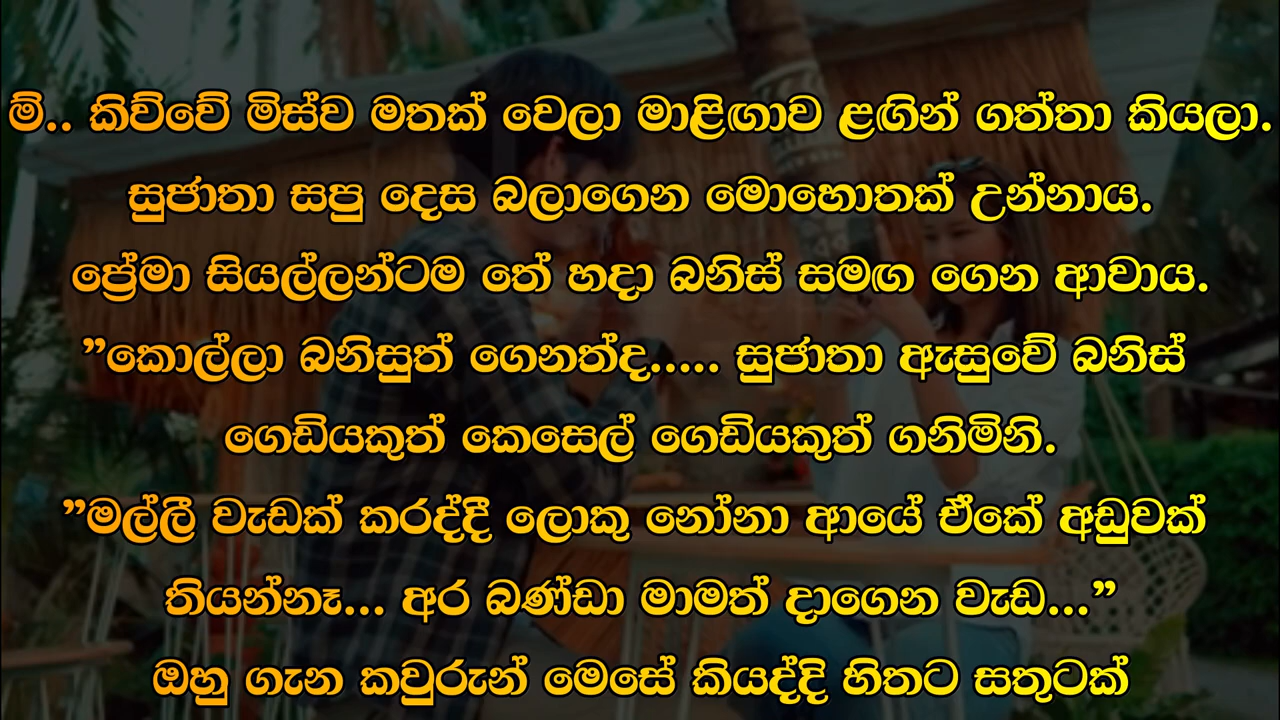 ම්.. කිව්වේ මිස්ව මතක් වෙලා මාළිඟාව ළඟින් ගත්තා කියලා.
සුජාතා සපු දෙස බලාගෙන මොහොතක් උන්නාය.
ප්‍රේමා සියල්ලන්ටම තේ හදා බනිස් සමඟ ගෙන ආවාය.
”කොල්ලා බනිසුත් ගෙනත්ද..... සුජාතා ඇසුවේ බනිස්
ගෙඩියකුත් කෙසෙල් ගෙඩියකුත් ගනිමිනි.
”මල්ලී වැඩක් කරද්දී ලොකු නෝනා ආයේ ඒකේ අඩුවක්
තියන්නෑ... අර බණ්ඩා මාමත් දාගෙන වැඩ...”
ඔහු ගැන කවුරුන් මෙසේ කියද්දි හිතට සතුටක්